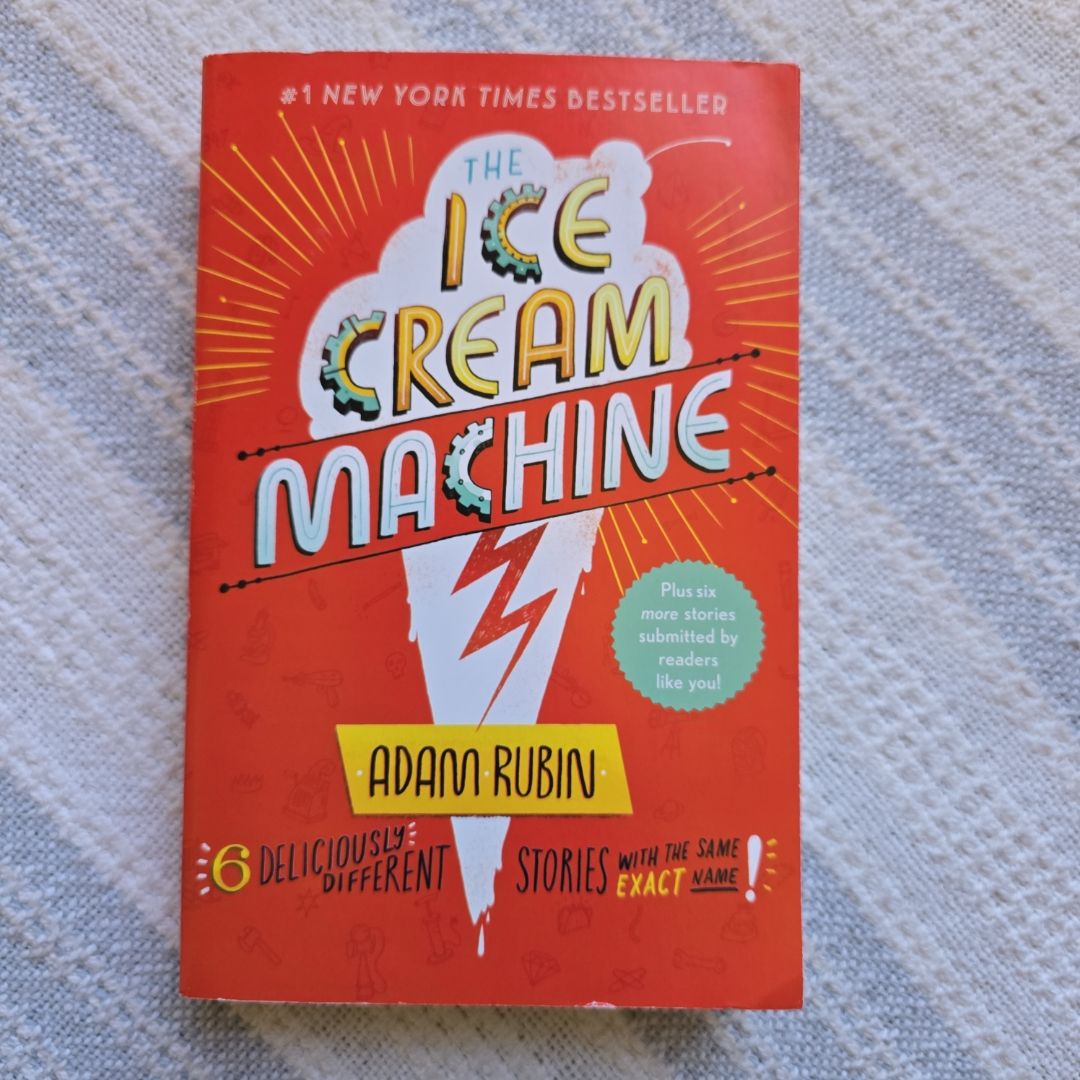 #1 NEW YORK TIMES BESTSELLER
THE
ICE
CREAM
MACHINE
Plus six
more stories
submitted by
readers
like you!
ADAM RUBIN
6 DELICIOUSLY DIFFERENT STORIES WITH THE SAME EXACT NAME!